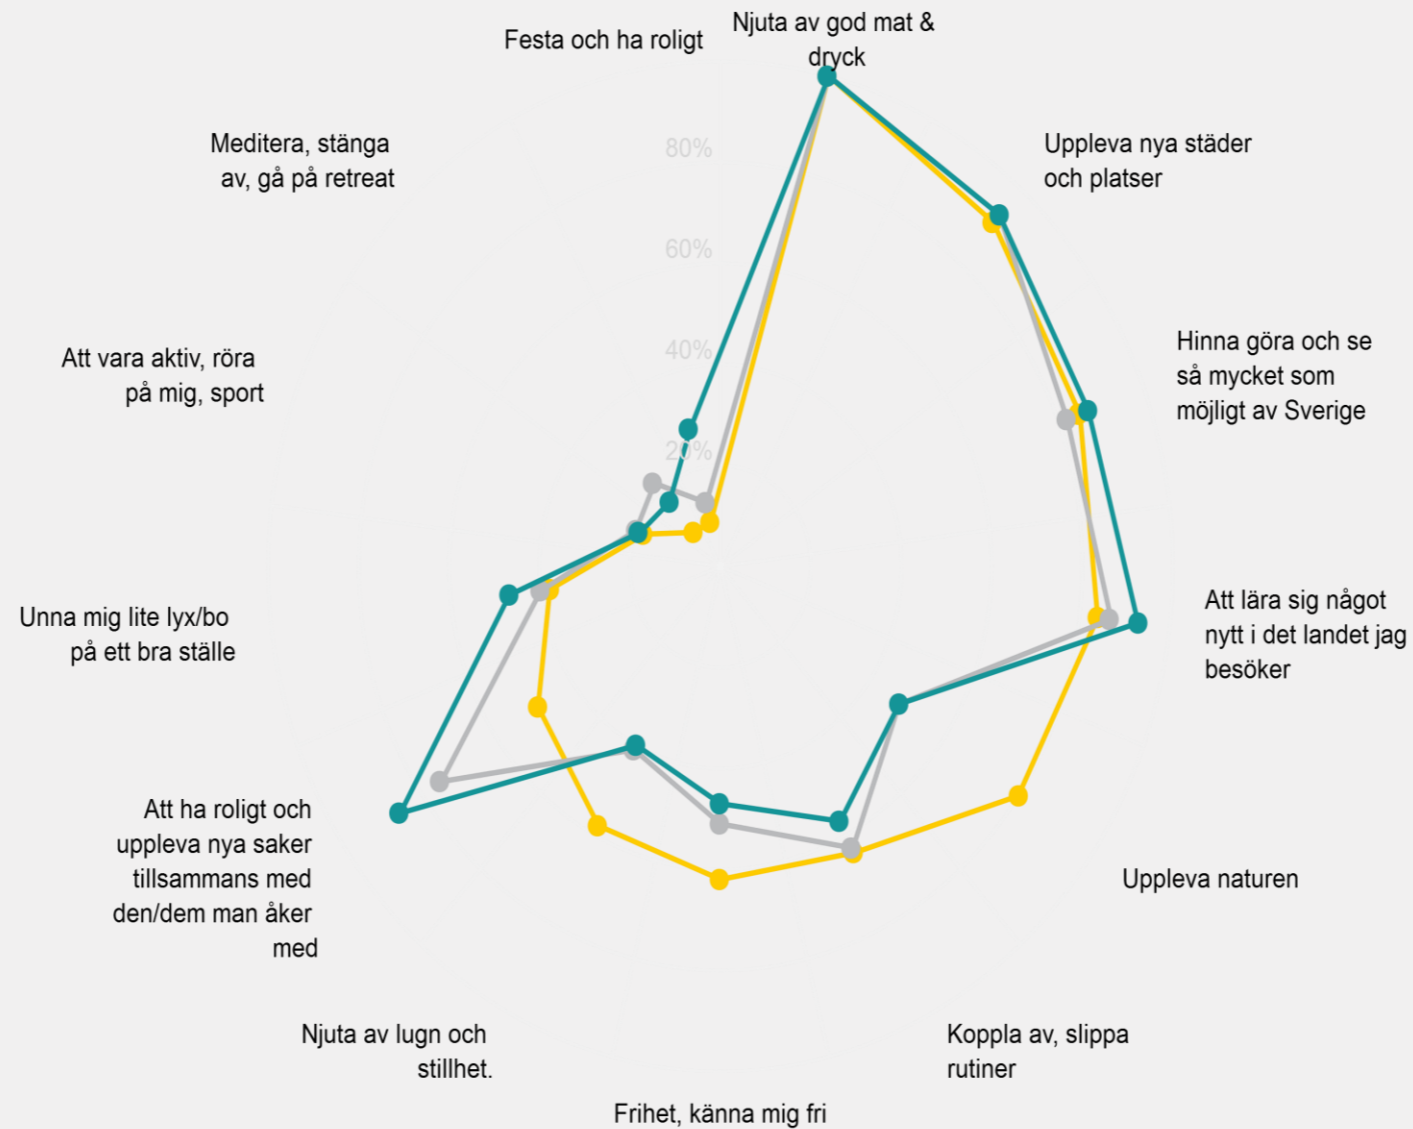 Njuta av god mat &
dryck
Uppleva nya städer
och platser
Hinna göra och se
så mycket som
möjligt av Sverige
Att lära sig något
nytt i det landet jag
besöker
Uppleva naturen
Koppla av, slippa
rutiner
Frihet, känna mig fri
Njuta av lugn och
stillhet.
Att ha roligt och
uppleva nya saker
tillsammans med
den/dem man åker
med
Unna mig lite lyx/bo
på ett bra ställe
Att vara aktiv, röra
på mig, sport
Meditera, stänga
av, gå på retreat
Festa och ha roligt
80%
60%
40%
20%